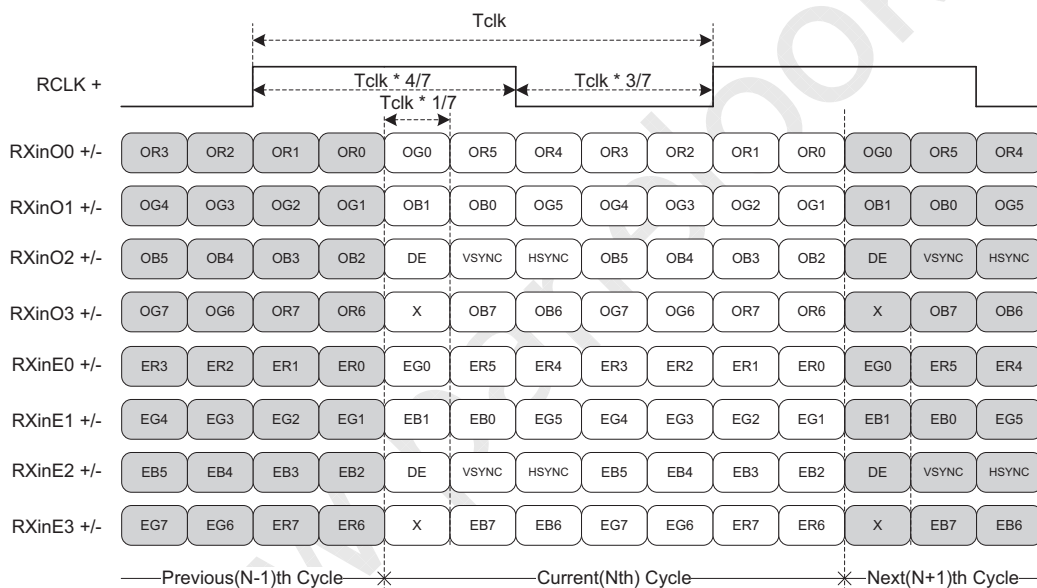 Tclk
RCLK +
Tclk * 4/7
Tclk * 3/7
Tclk * 1/7
RXinO0 +/- OR3 OR2 OR1 OR0 OG0 OR5 OR4 OR3 OR2 OR1 OR0 OG0 OR5 OR4
RXinO1 +/- OG4 OG3 OG2 OG1 OB1 OB0 OG5 OG4 OG3 OG2 OG1 OB1 OB0 OG5
RXinO2 +/- OB5 OB4 OB3 OB2 DE VSYNC HSYNC OB5 OB4 OB3 OB2 DE VSYNC HSYNC
RXinO3 +/- OG7 OG6 OR7 OR6 X OB7 OB6 OG7 OG6 OR7 OR6 X OB7 OB6
RXinE0 +/- ER3 ER2 ER1 ER0 EG0 ER5 ER4 ER3 ER2 ER1 ER0 EG0 ER5 ER4
RXinE1 +/- EG4 EG3 EG2 EG1 EB1 EB0 EG5 EG4 EG3 EG2 EG1 EB1 EB0 EG5
RXinE2 +/- EB5 EB4 EB3 EB2 DE VSYNC HSYNC EB5 EB4 EB3 EB2 DE VSYNC HSYNC
RXinE3 +/- EG7 EG6 ER7 ER6 X EB7 EB6 EG7 EG6 ER7 ER6 X EB7 EB6
Previous(N-1)th Cycle Current(Nth) Cycle Next(N+1)th Cycle